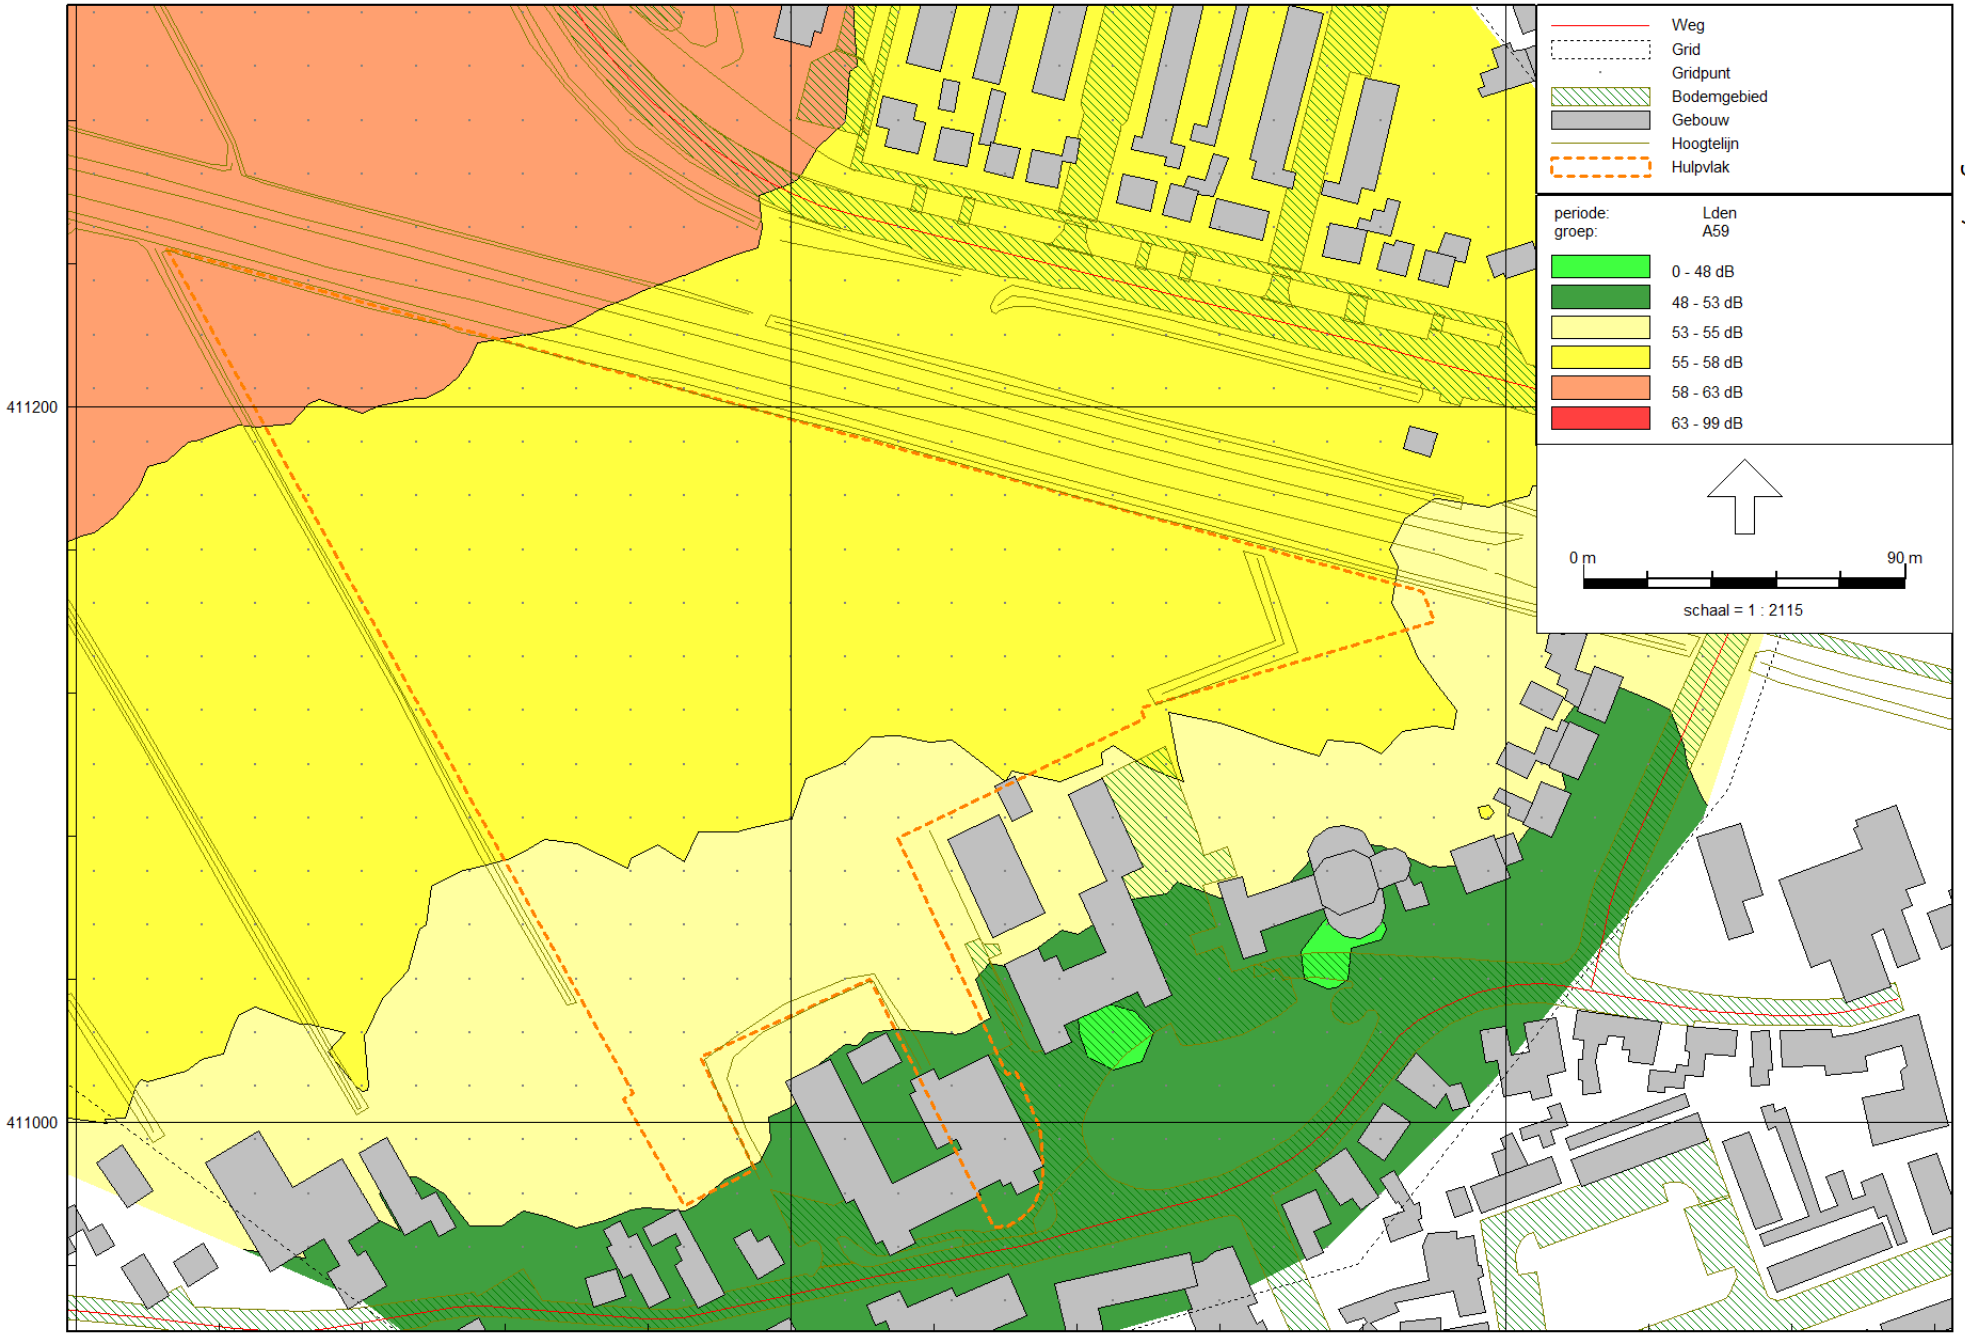 Weg
Grid
Gridpunt
Bodemgebied
Gebouw
Hoogtelijn
Hulpvlak
periode: Lden
groep: A59
0 - 48 dB
48 - 53 dB
53 - 55 dB
55 - 58 dB
58 - 63 dB
63 - 99 dB
0 m 90 m
schaal = 1 : 2115
411200
411000